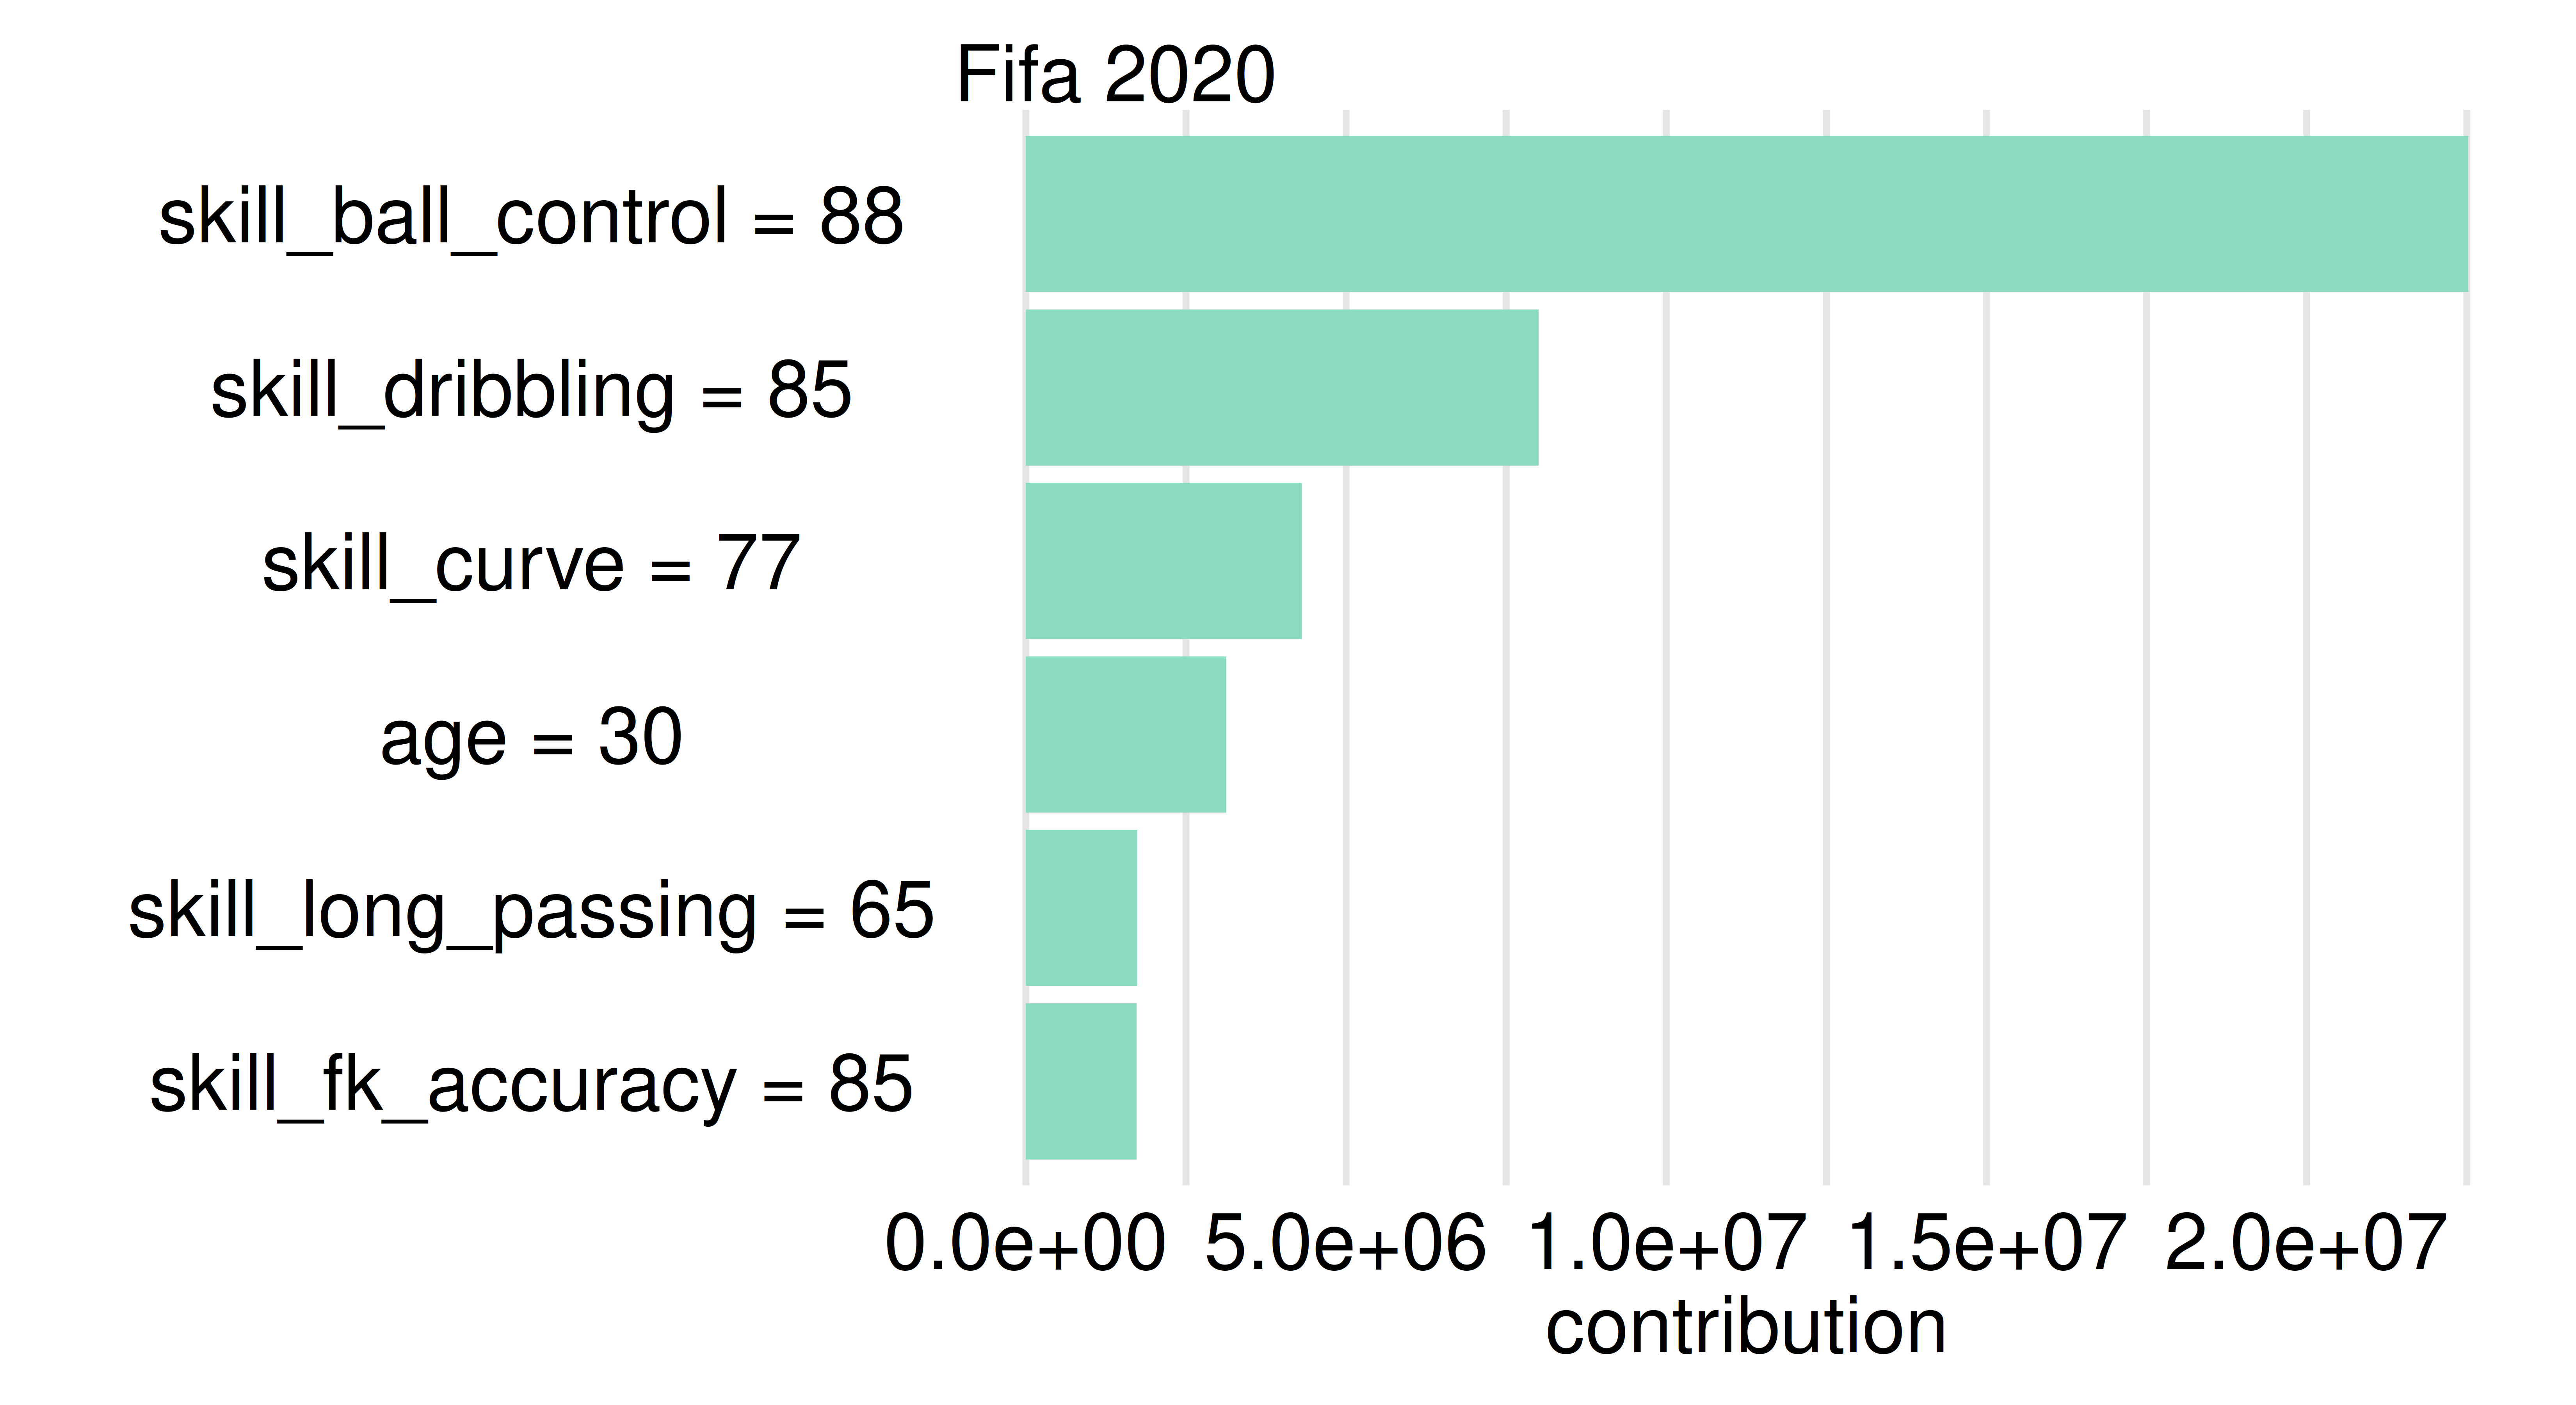 Fifa 2020
skill_ball_control = 88
skill_dribbling = 85
skill_curve = 77
age = 30
skill_long_passing = 65
skill_fk_accuracy = 85
0.0e+00 5.0e+06 1.0e+07 1.5e+07 2.0e+07
contribution